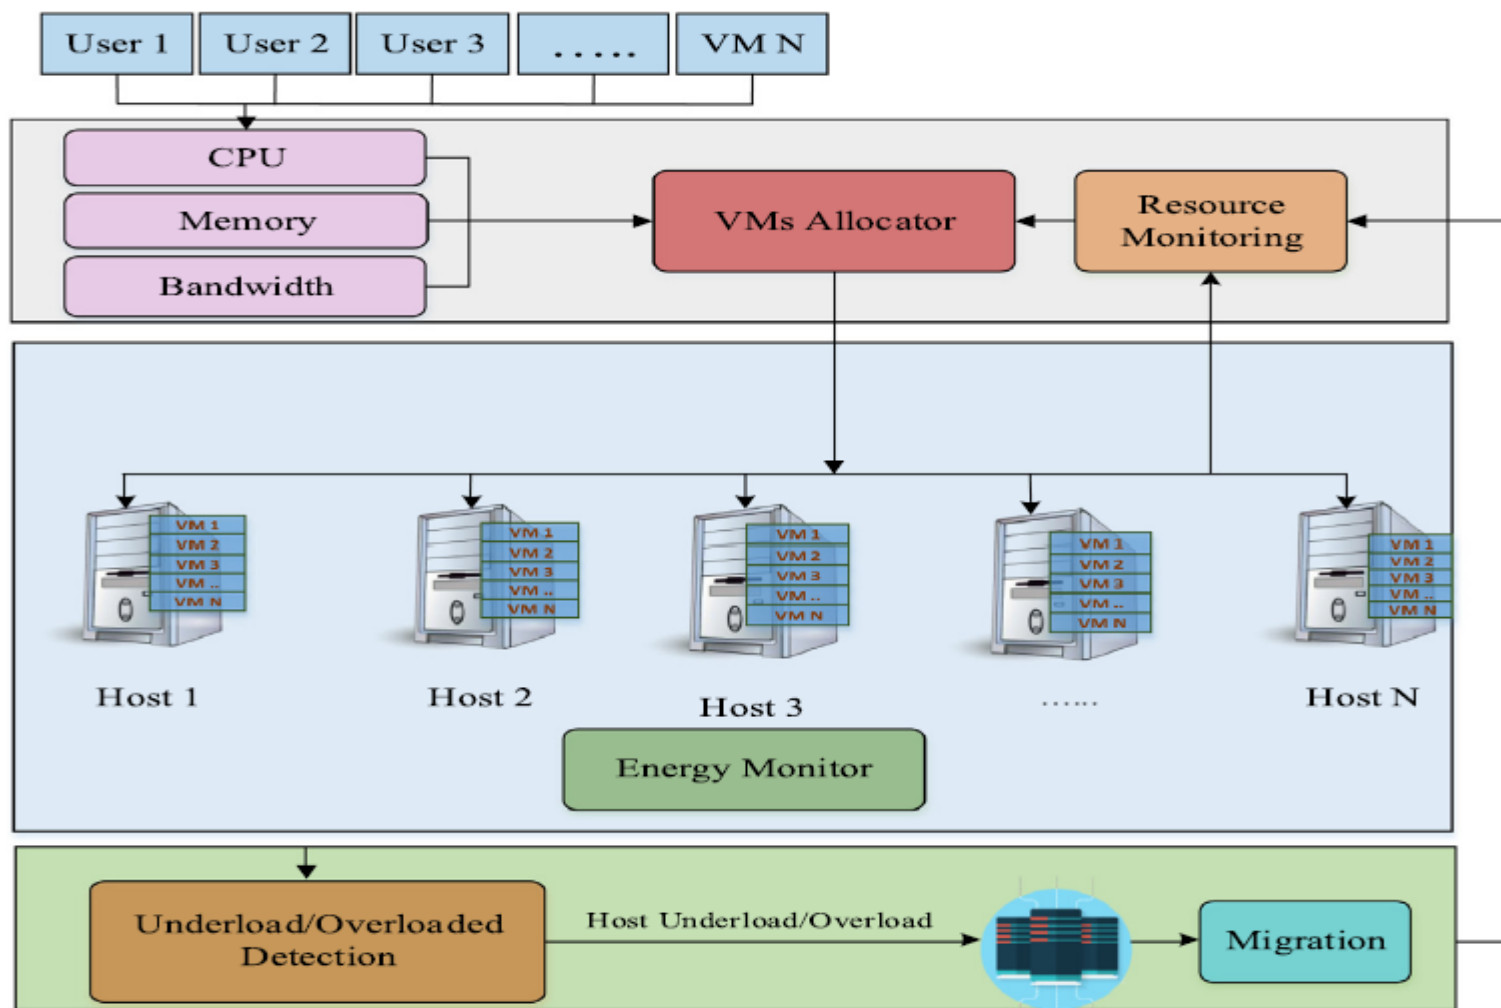 User 1
User 2
User 3
.....
VM N
CPU
Memory
Bandwidth
VMs Allocator
Resource
Monitoring
VM 1
VM 2
VM 3
VM ..
VM N
VM 1
VM 2
VM 3
VM ..
VM N
VM 1
VM 2
VM 3
VM ..
VM N
VM 1
VM 2
VM 3
VM ..
VM N
VM 1
VM 2
VM 3
VM ..
VM N
Host 1
Host 2
Host 3
......
Host N
Energy Monitor
Underload/Overloaded
Detection
Host Underload/Overload
Migration